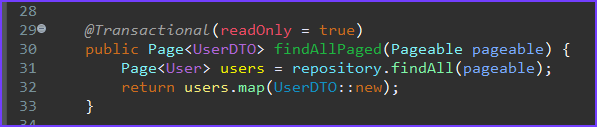 28
29 @Transactional(readOnly = true)
30 public Page<UserDTO> findAllPaged(Pageable pageable) {
31 Page<User> users = repository.findAll(pageable);
32 return users.map(UserDTO::new);
33 }
34